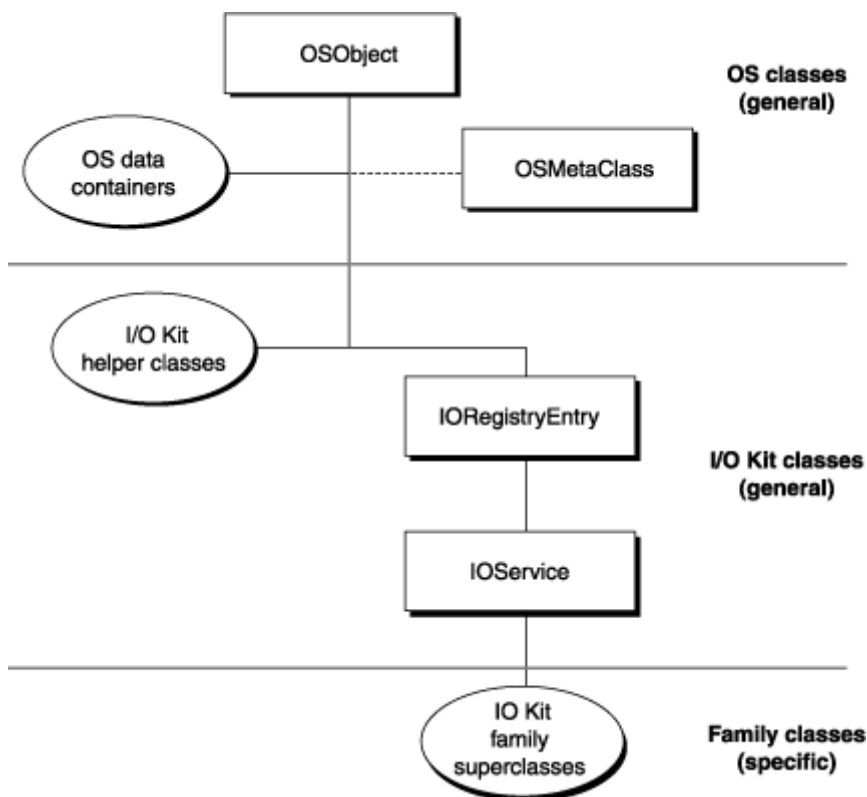 OSObject
OS classes
(general)
OS data
containers
OSMetaClass
I/O Kit
helper classes
IORegistryEntry
I/O Kit classes
(general)
IOService
IO Kit
family
superclasses
Family classes
(specific)